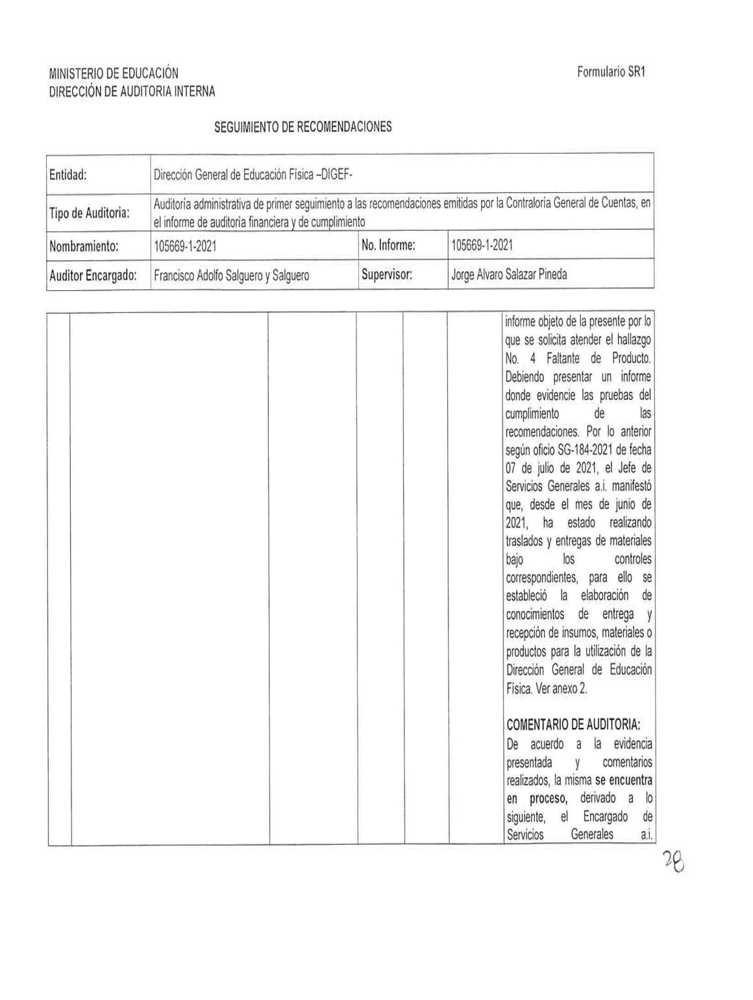 MINISTERIO DE EDUCACIÓN
DIRECCIÓN DE AUDITORIA INTERNA
Formulario SR1
SEGUIMIENTO DE RECOMENDACIONES
Entidad: Dirección General de Educación Física –DIGEF-
Tipo de Auditoria: Auditoría administrativa de primer seguimiento a las recomendaciones emitidas por la Contraloría General de Cuentas, en
el informe de auditoría financiera y de cumplimiento
Nombramiento: 105669-1-2021 No. Informe: 105669-1-2021
Auditor Encargado: Francisco Adolfo Salguero y Salguero Supervisor: Jorge Alvaro Salazar Pineda
informe objeto de la presente por lo
que se solicita atender el hallazgo
No. 4 Faltante de Producto.
Debiendo presentar un informe
donde evidencie las pruebas del
cumplimiento de las
recomendaciones. Por lo anterior
según oficio SG-184-2021 de fecha
07 de julio de 2021, el Jefe de
Servicios Generales a.i. manifestó
que, desde el mes de junio de
2021, ha estado realizando
traslados y entregas de materiales
bajo los controles
correspondientes, para ello se
estableció la elaboración de
conocimientos de entrega y
recepción de insumos, materiales o
productos para la utilización de la
Dirección General de Educación
Física. Ver anexo 2.
COMENTARIO DE AUDITORIA:
De acuerdo a la evidencia
presentada y comentarios
realizados, la misma se encuentra
en proceso, derivado a lo
siguiente, el Encargado de
Servicios Generales a.i.
28